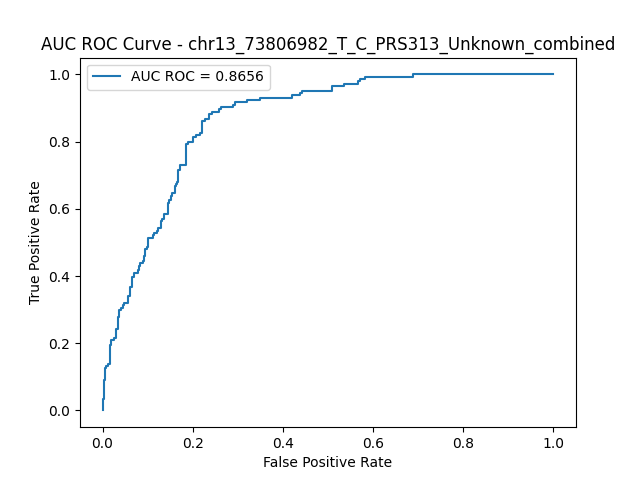 AUC ROC Curve - chr13_73806982_T_C_PRS313_Unknown_combined
AUC ROC = 0.8656
1.0
0.8
0.6
0.4
0.2
0.0
True Positive Rate
0.0 0.2 0.4 0.6 0.8 1.0
False Positive Rate